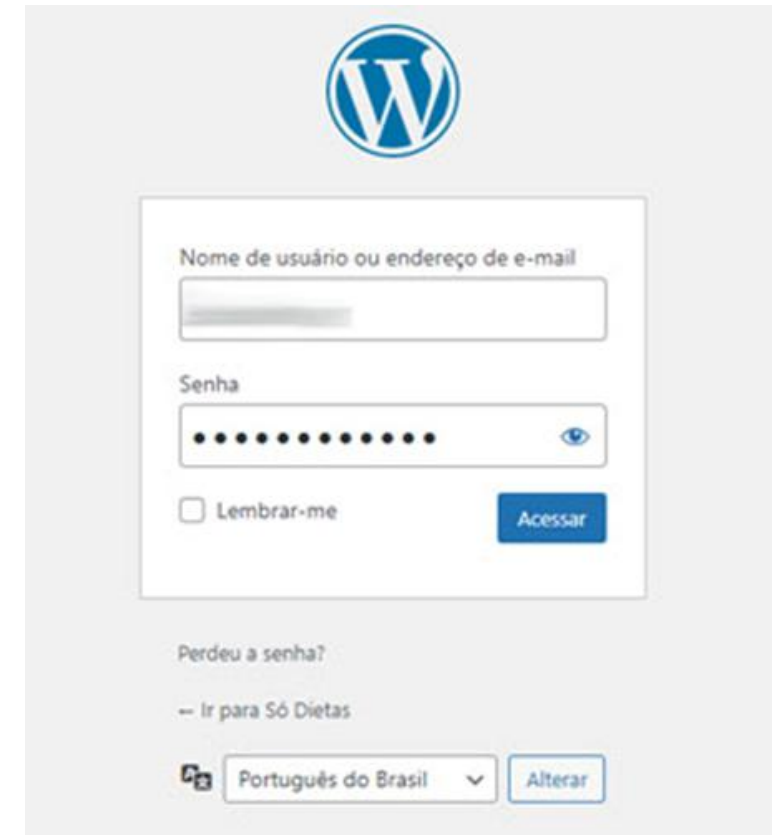 Nome de usuário ou endereço de e-mail
Senha
Lembrar-me
Acessar
Perdeu a senha?
← Ir para Só Dietas
Português do Brasil
Alterar